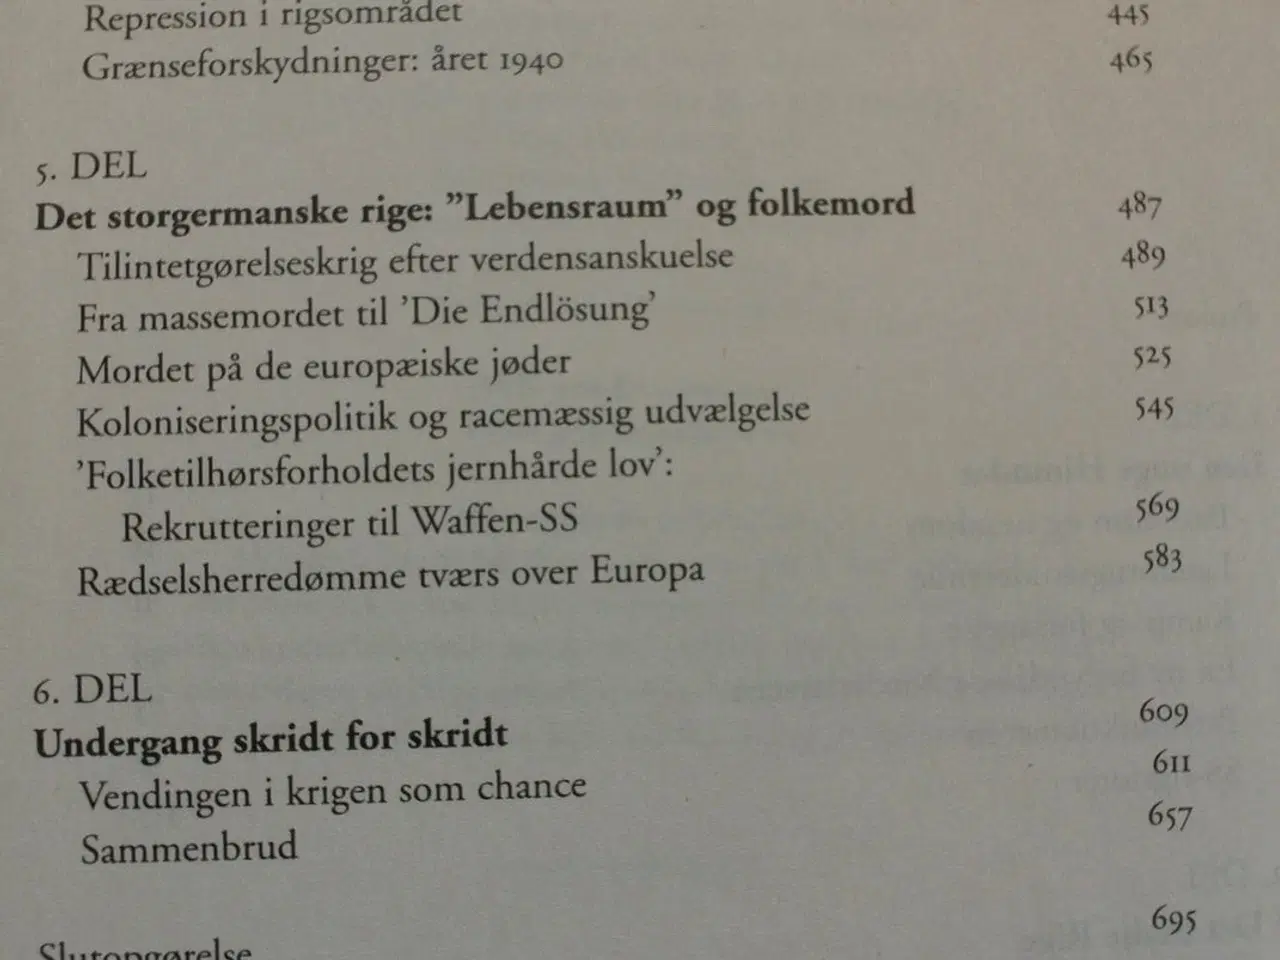 Repression i rigsområdet 445
Grænseforskydninger: året 1940 465
5. DEL
Det storgermanske rige: ”Lebensraum” og folkemord 487
Tilintetgørelseskrig efter verdensanskuelse 489
Fra massemordet til ’Die Endlösung’ 513
Mordet på de europæiske jøder 525
Koloniseringspolitik og racemæssig udvælgelse 545
’Folketilhørsforholdets jernhårde lov’:
Rekrutteringer til Waffen-SS 569
Rædselsherredømme tværs over Europa 583
6. DEL
Undergang skridt for skridt 609
Vendingen i krigen som chance 611
Sammenbrud 657
Slutopgørelse 695